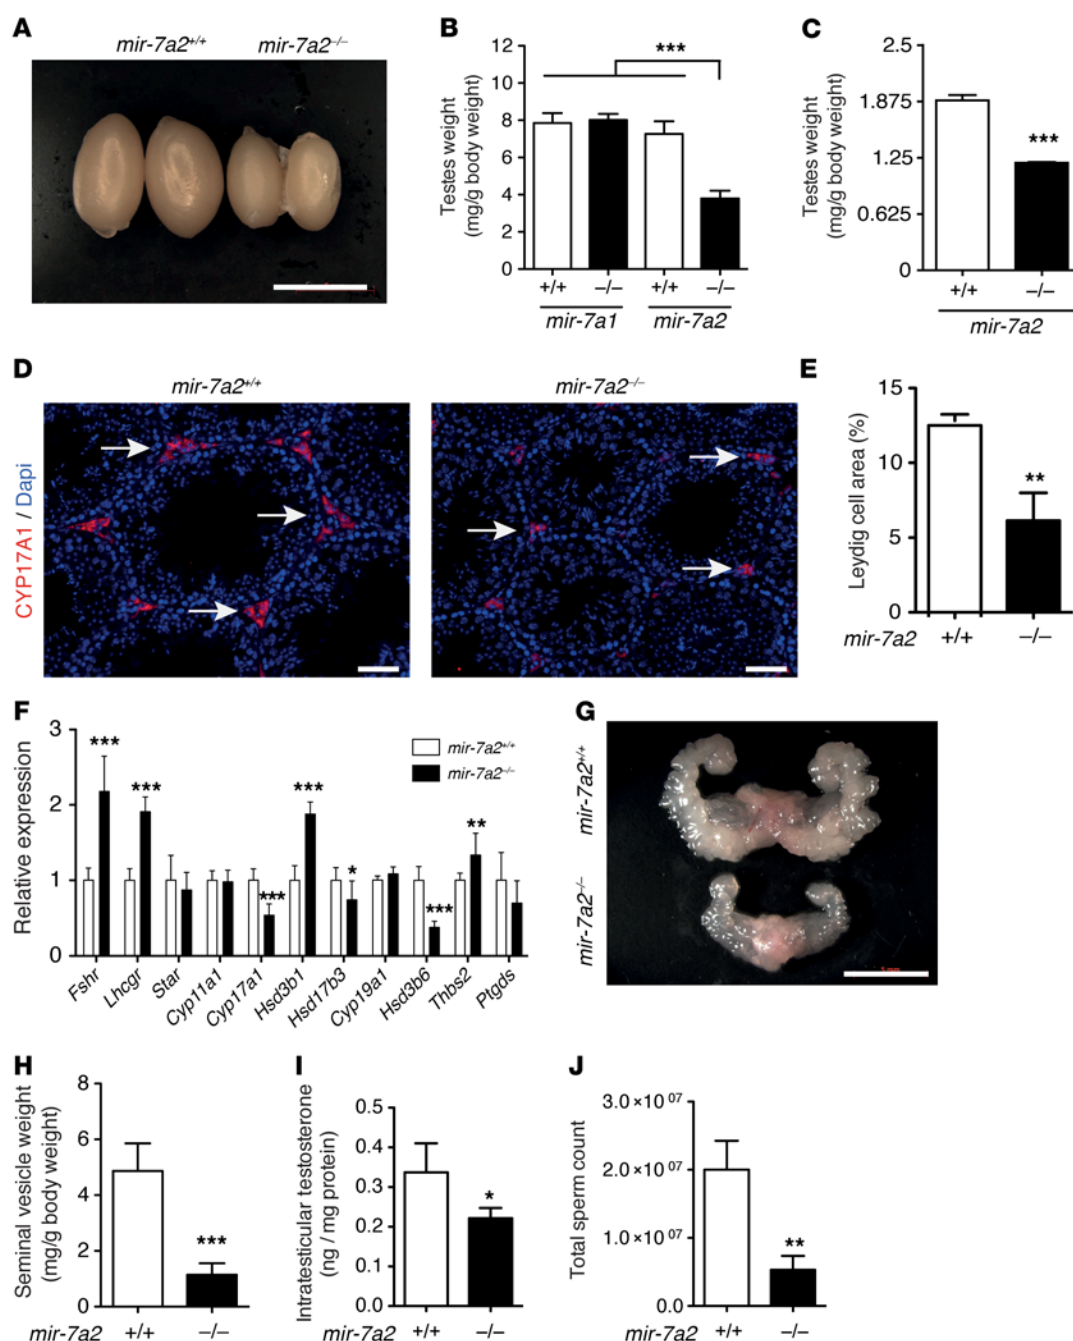 A
mir-7a2+/+ mir-7a2–/–
B
Testes weight
(mg/g body weight)
12
10
8
6
4
2
0
***
+/+ –/– +/+ –/–
mir-7a1 mir-7a2
C
Testes weight
(mg/g body weight)
2.5
1.875
1.25
0.625
0
***
+/+ –/–
mir-7a2
D
mir-7a2+/+ mir-7a2–/–
CYP17A1 / Dapi
E
Leydig cell area (%)
15
10
5
0
**
mir-7a2 +/+ –/–
F
Relative expression
3
2
1
0
mir-7a2+/+
mir-7a2–/–
*** *** *** *** * *** **
Fshr Lhcgr Star Cyp11a1 Cyp17a1 Hsd3b1 Hsd17b3 Cyp19a1 Hsd3b6 Thbs2 Ptgds
G
mir-7a2+/+
mir-7a2–/–
5 mm
H
Seminal vesicle weight
(mg/g body weight)
8
6
4
2
0
***
mir-7a2 +/+ –/–
I
Intratesticular testosterone
(ng / mg protein)
0.5
0.4
0.3
0.2
0.1
0.0
*
mir-7a2 +/+ –/–
J
Total sperm count
3.0×10 07
2.0×10 07
1.0×10 07
0.0×10 07
**
mir-7a2 +/+ –/–